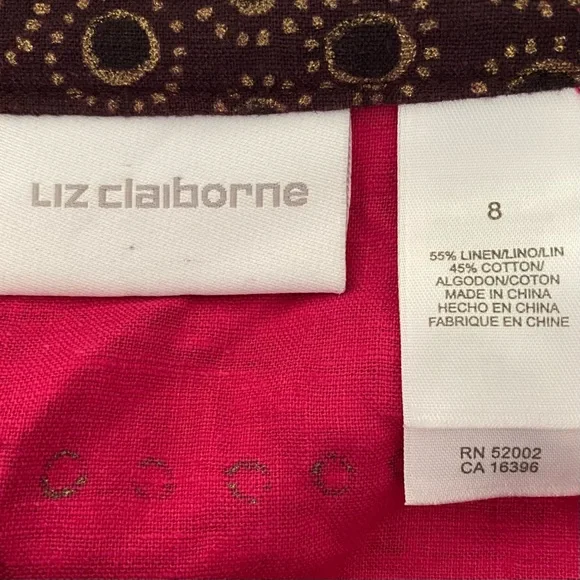 LIZ claiborne
8
55% LINEN/LINO/LIN
45% COTTON/
ALGODON/COTON
MADE IN CHINA
HECHO EN CHINA
FABRIQUE EN CHINE
RN 52002
CA 16396